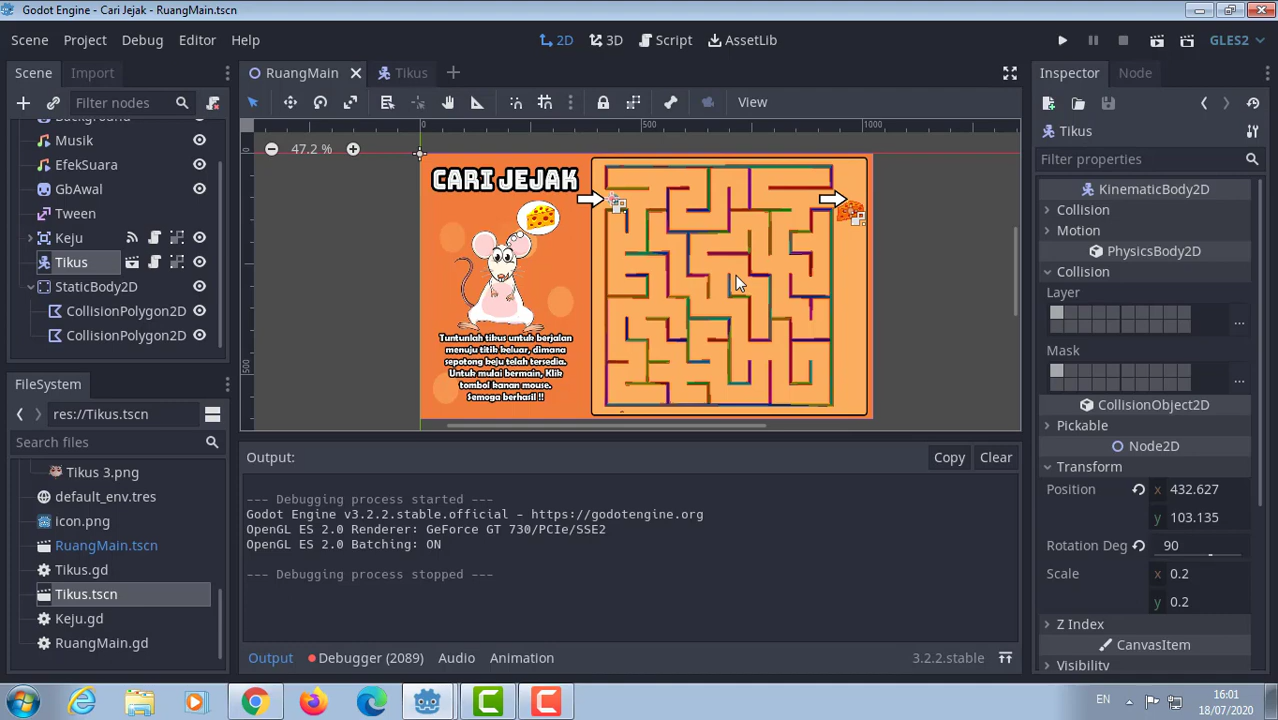 Godot Engine - Cari Jejak - RuangMain.tscn
Scene Project Debug Editor Help
2D 3D Script AssetLib
GLES2
Scene Import
RuangMain Tikus
Inspector Node
Filter nodes
View
Tikus
Musik
EfekSuara
GbAwal
Tween
Keju
Tikus
StaticBody2D
CollisionPolygon2D
CollisionPolygon2D
0 500 1000
47.2 %
0
500
CARI JEJAK
Tuntunlah tikus untuk berjalan
menuju titik keluar, dimana
sepotong keju telah tersedia.
Untuk mulai bermain, Klik
tombol kanan mouse.
Semoga berhasil !!
Filter properties
KinematicBody2D
Collision
Motion
PhysicsBody2D
Collision
Layer
...
Mask
...
CollisionObject2D
Pickable
Node2D
Transform
Position x 432.627
y 103.135
Rotation Deg 90
Scale x 0.2
y 0.2
Z Index
CanvasItem
Visibility
FileSystem
res://Tikus.tscn
Search files
Tikus 3.png
default_env.tres
icon.png
RuangMain.tscn
Tikus.gd
Tikus.tscn
Keju.gd
RuangMain.gd
Output:
Copy Clear
--- Debugging process started ---
Godot Engine v3.2.2.stable.official - https://godotengine.org
OpenGL ES 2.0 Renderer: GeForce GT 730/PCIe/SSE2
OpenGL ES 2.0 Batching: ON
--- Debugging process stopped ---
Output Debugger (2089) Audio Animation
3.2.2.stable
EN
16:01
18/07/2020